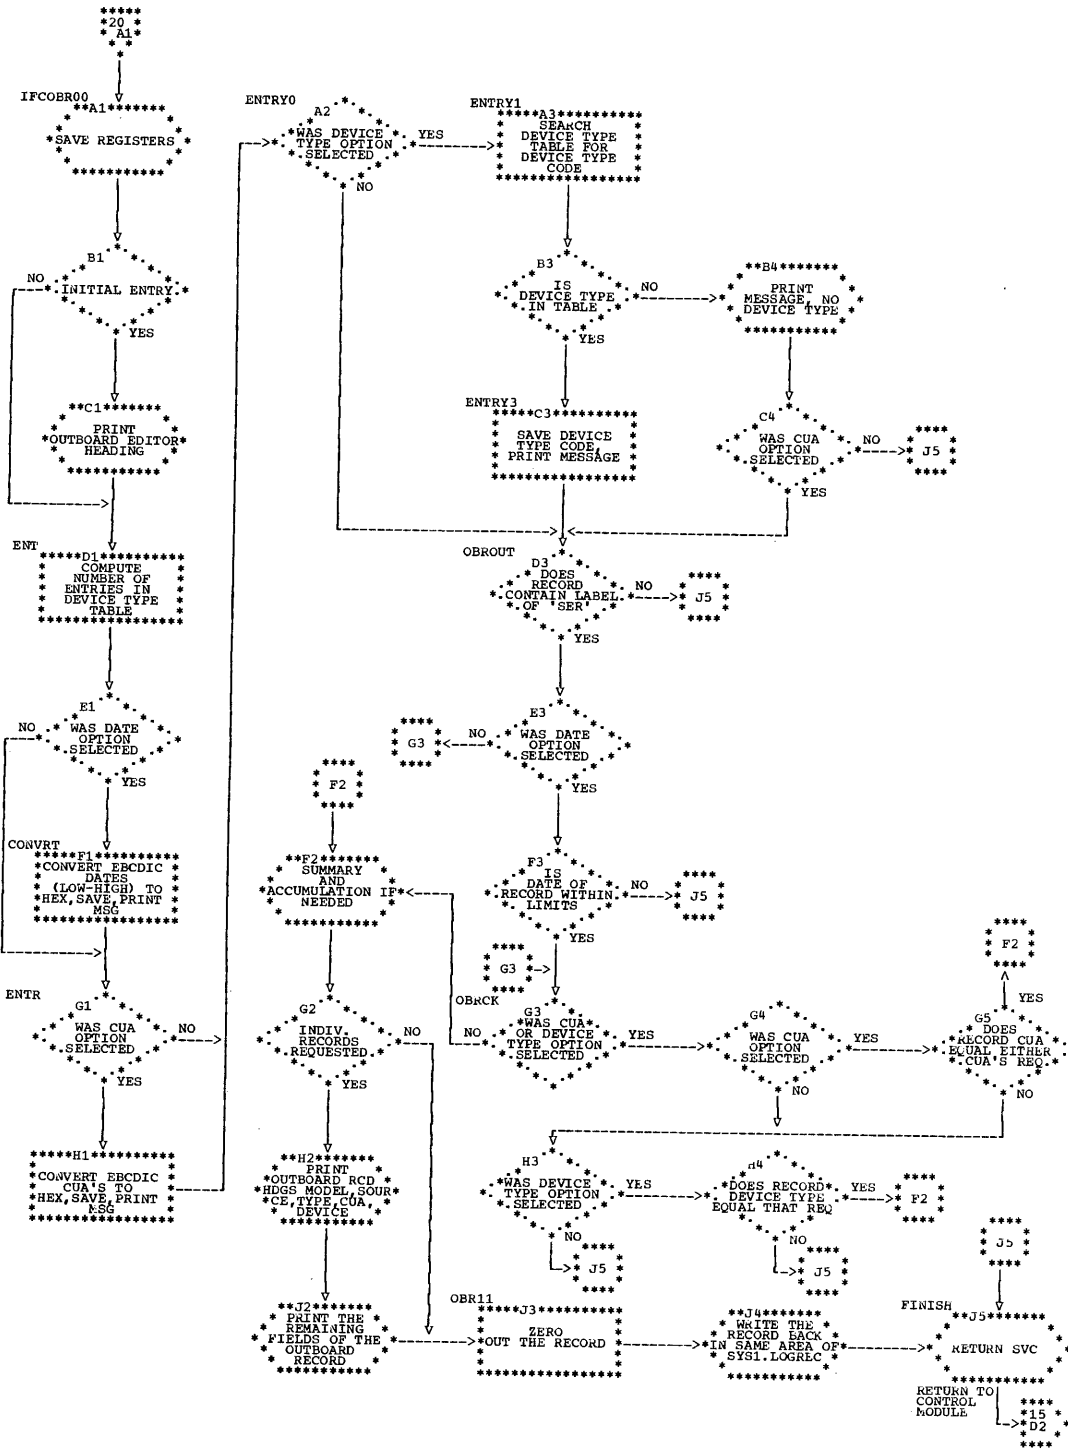 20
A1
IFCOBR00
A1
SAVE REGISTERS
B1
INITIAL ENTRY
NO
YES
C1
PRINT
OUTBOARD EDITOR
HEADING
ENT
D1
COMPUTE
NUMBER OF
ENTRIES IN
DEVICE TYPE
TABLE
E1
WAS DATE
OPTION
SELECTED
NO
YES
CONVRT
F1
CONVERT EBCDIC
DATES
(LOW-HIGH) TO
HEX,SAVE,PRINT
MSG
ENTR
G1
WAS CUA
OPTION
SELECTED
NO
YES
H1
CONVERT EBCDIC
CUA'S TO
HEX,SAVE,PRINT
MSG
ENTRY0
A2
WAS DEVICE
TYPE OPTION
SELECTED
YES
NO
ENTRY1
A3
SEARCH
DEVICE TYPE
TABLE FOR
DEVICE TYPE
CODE
B3
IS
DEVICE TYPE
IN TABLE
NO
YES
B4
PRINT
MESSAGE, NO
DEVICE TYPE
ENTRY3
C3
SAVE DEVICE
TYPE CODE,
PRINT MESSAGE
C4
WAS CUA
OPTION
SELECTED
NO
YES
J5
OBROUT
D3
DOES
RECORD
CONTAIN LABEL
OF 'SER'
NO
YES
J5
E3
WAS DATE
OPTION
SELECTED
NO
YES
G3
F2
F2
SUMMARY
AND
ACCUMULATION IF
NEEDED
F3
IS
DATE OF
RECORD WITHIN
LIMITS
NO
YES
J5
G3
OBRCK
G3
WAS CUA
OR DEVICE
TYPE OPTION
SELECTED
NO
YES
G4
WAS CUA
OPTION
SELECTED
YES
NO
F2
YES
G5
DOES
RECORD CUA
EQUAL EITHER
CUA'S REQ
NO
G2
INDIV.
RECORDS
REQUESTED
NO
YES
H2
PRINT
OUTBOARD RCD
HDGS MODEL,SOUR
CE,TYPE,CUA,
DEVICE
H3
WAS DEVICE
TYPE OPTION
SELECTED
YES
NO
J5
H4
DOES RECORD
DEVICE TYPE
EQUAL THAT REQ
YES
NO
F2
J5
J5
J2
PRINT THE
REMAINING
FIELDS OF THE
OUTBOARD
RECORD
OBR11
J3
ZERO
OUT THE RECORD
J4
WRITE THE
RECORD BACK
IN SAME AREA OF
SYS1.LOGREC
FINISH
J5
RETURN SVC
RETURN TO
CONTROL
MODULE
15
D2